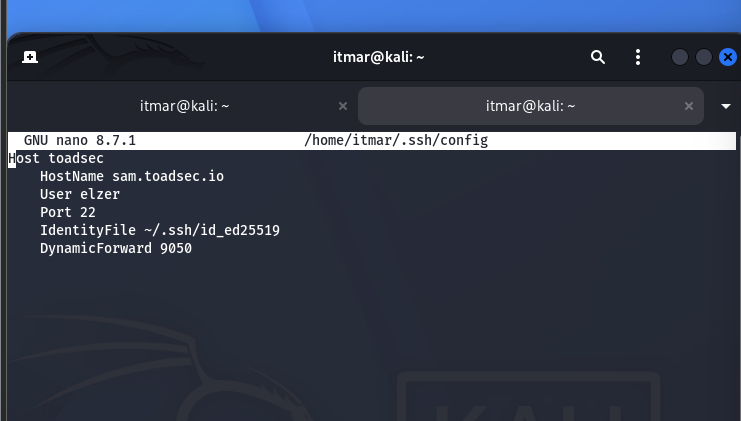 itmar@kali: ~
itmar@kali: ~
itmar@kali: ~
GNU nano 8.7.1 /home/itmar/.ssh/config
Host toadsec
HostName sam.toadsec.io
User elzer
Port 22
IdentityFile ~/.ssh/id_ed25519
DynamicForward 9050
KALI